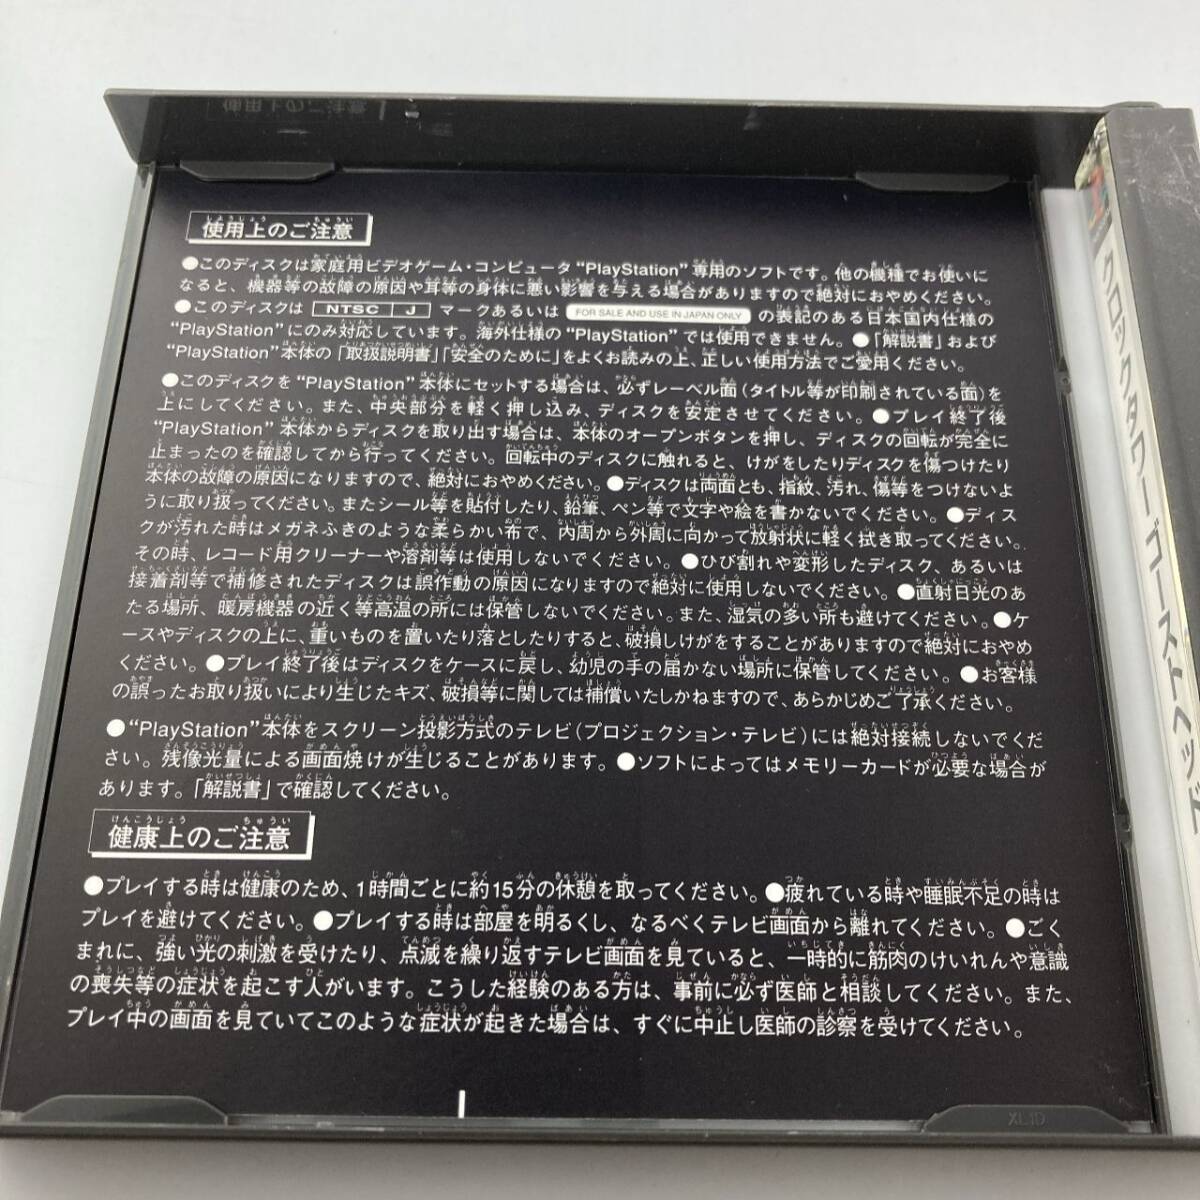 使用上のご注意
●このディスクは家庭用ビデオゲーム・コンピュータ“PlayStation”専用のソフトです。他の機種でお使いに
なると、機器等の故障の原因や耳等の身体に悪い影響を与える場合がありますので絶対におやめください。
●このディスクは NTSC J マークあるいは FOR SALE AND USE IN JAPAN ONLY の表記のある日本国内仕様の
“PlayStation”にのみ対応しています。海外仕様の“PlayStation”では使用できません。●「解説書」および
“PlayStation”本体の「取扱説明書」「安全のために」をよくお読みの上、正しい使用方法でご愛用ください。
●このディスクを“PlayStation”本体にセットする場合は、必ずレーベル面(タイトル等が印刷されている面)を
上にしてください。また、中央部分を軽く押し込み、ディスクを安定させてください。●プレイ終了後
“PlayStation”本体からディスクを取り出す場合は、本体のオープンボタンを押し、ディスクの回転が完全に
止まったのを確認してから行ってください。回転中のディスクに触れると、けがをしたりディスクを傷つけたり
本体の故障の原因になりますので、絶対におやめください。●ディスクは両面とも、指紋、汚れ、傷等をつけないよ
うに取り扱ってください。またシール等を貼付したり、鉛筆、ペン等で文字や絵を書かないでください。●ディス
クが汚れた時はメガネふきのような柔らかい布で、内周から外周に向かって放射状に軽く拭き取ってください。
その時、レコード用クリーナーや溶剤等は使用しないでください。●ひび割れや変形したディスク、あるいは
接着剤等で補修されたディスクは誤作動の原因になりますので絶対に使用しないでください。●直射日光のあ
たる場所、暖房機器の近く等高温の所には保管しないでください。また、湿気の多い所も避けてください。●ケ
ースやディスクの上に、重いものを置いたり落としたりすると、破損しけがをすることがありますので絶対におやめ
ください。●プレイ終了後はディスクをケースに戻し、幼児の手の届かない場所に保管してください。●お客様
の誤ったお取り扱いにより生じたキズ、破損等に関しては補償いたしかねますので、あらかじめご了承ください。
●“PlayStation”本体をスクリーン投影方式のテレビ(プロジェクション・テレビ)には絶対接続しないでくだ
さい。残像光量による画面焼けが生じることがあります。●ソフトによってはメモリーカードが必要な場合が
あります。「解説書」で確認してください。
健康上のご注意
●プレイする時は健康のため、1時間ごとに約15分の休憩を取ってください。●疲れている時や睡眠不足の時は
プレイを避けてください。●プレイする時は部屋を明るくし、なるべくテレビ画面から離れてください。●ごく
まれに、強い光の刺激を受けたり、点滅を繰り返すテレビ画面を見ていると、一時的に筋肉のけいれんや意識
の喪失等の症状を起こす人がいます。こうした経験のある方は、事前に必ず医師と相談してください。また、
プレイ中の画面を見ていてこのような症状が起きた場合は、すぐに中止し医師の診察を受けてください。
XL1D
クロックタワーゴーストヘッド